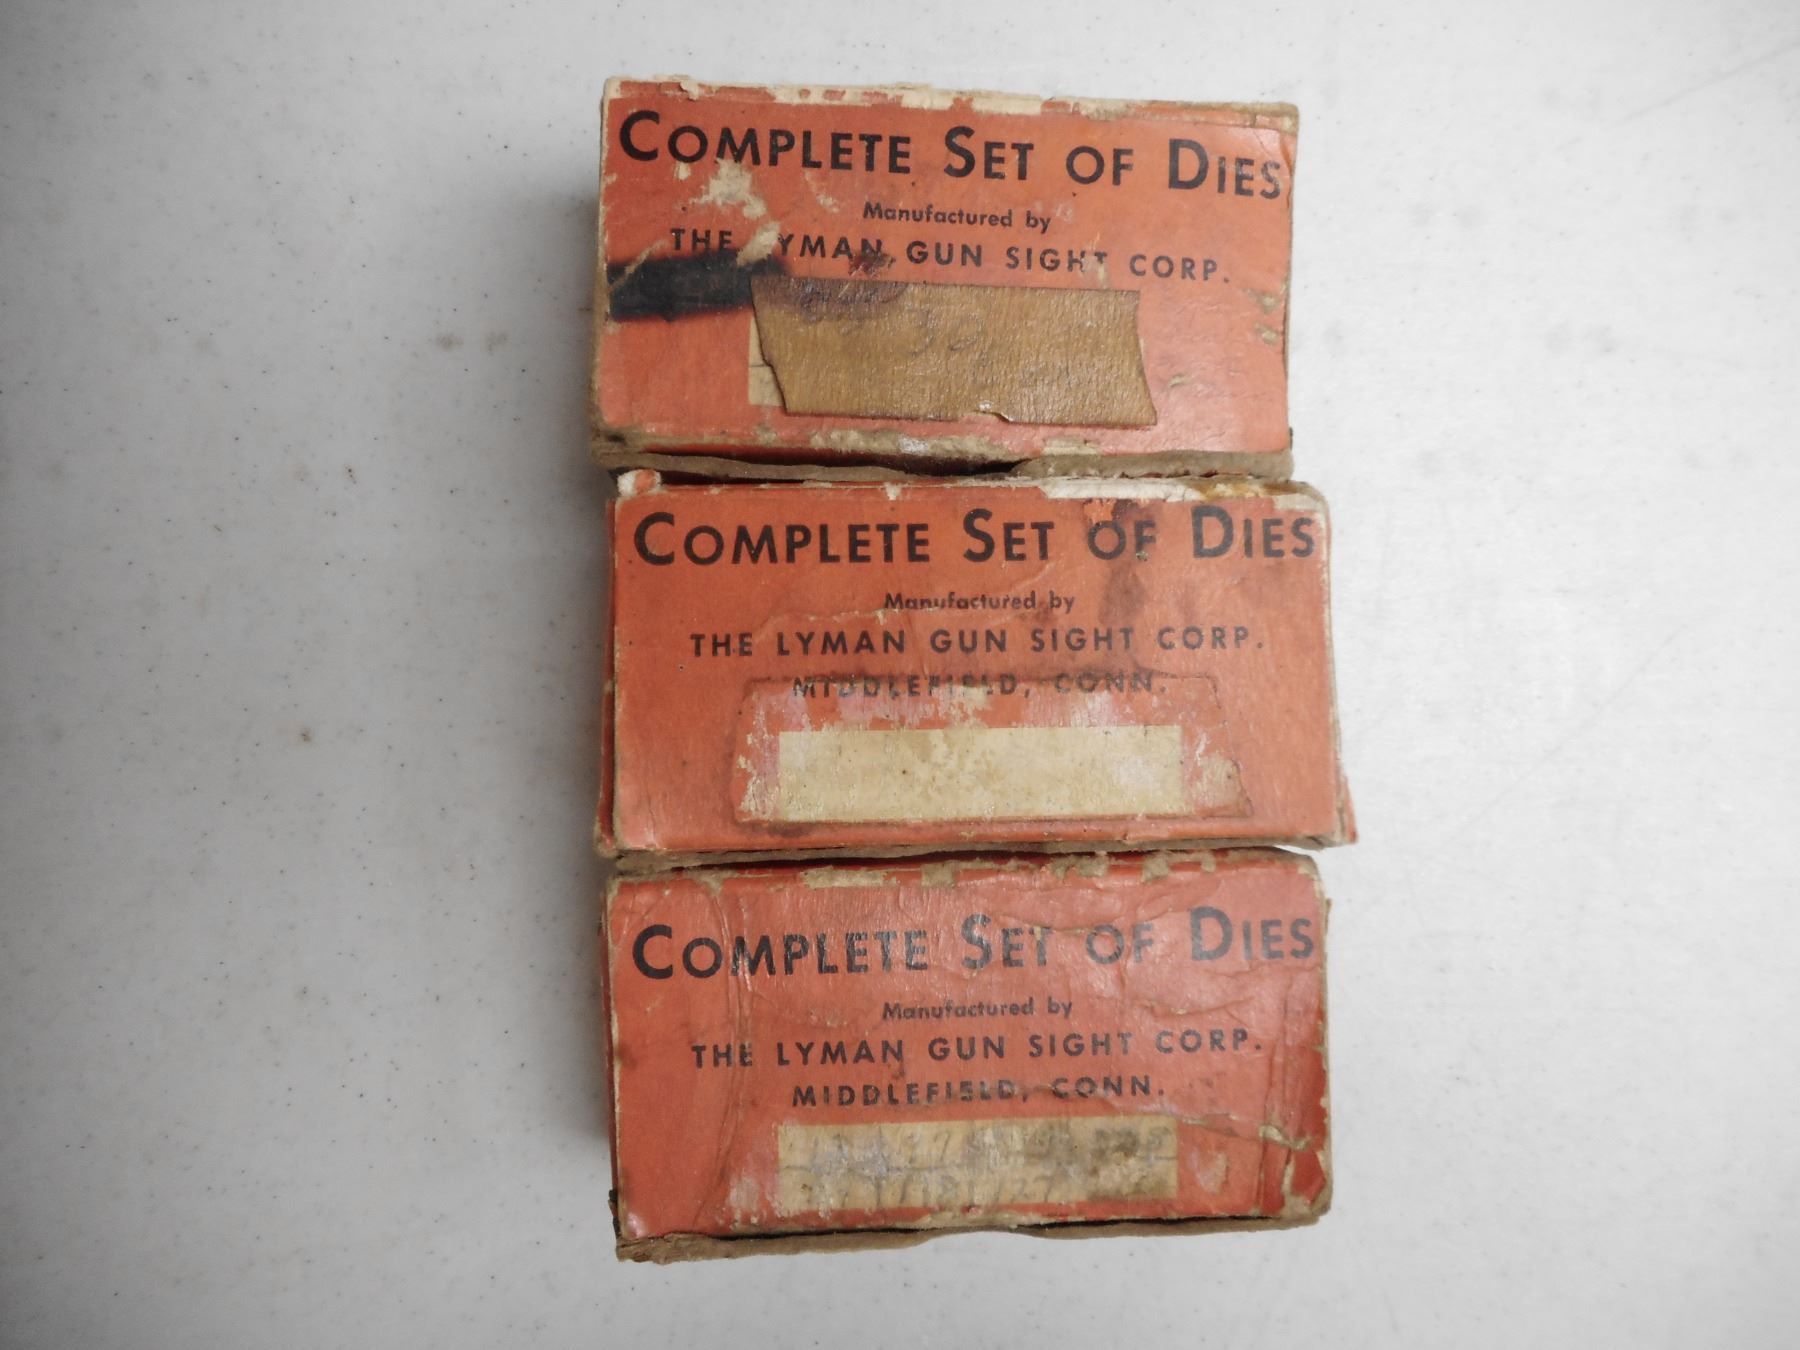 COMPLETE SET OF DIES
Manufactured by
THE LYMAN GUN SIGHT CORP.
30
COMPLETE SET OF DIES
Manufactured by
THE LYMAN GUN SIGHT CORP.
MIDDLEFIELD, CONN.
COMPLETE SET OF DIES
Manufactured by
THE LYMAN GUN SIGHT CORP.
MIDDLEFIELD, CONN.